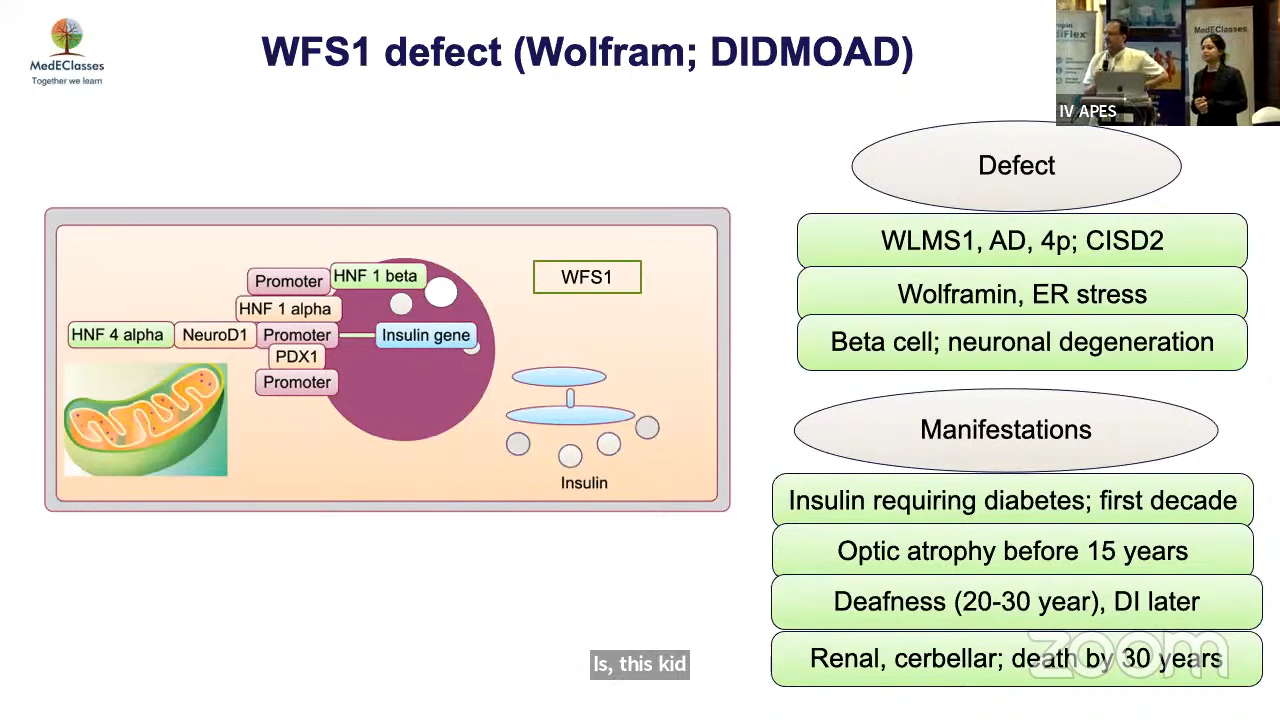 MedEClasses
Together we learn
WFS1 defect (Wolfram; DIDMOAD)
MedEClasses
IV APES
Defect
WLMS1, AD, 4p; CISD2
Wolframin, ER stress
Beta cell; neuronal degeneration
Manifestations
Insulin requiring diabetes; first decade
Optic atrophy before 15 years
Deafness (20-30 year), DI later
Renal, cerbellar; death by 30 years
zoom
Promoter
HNF 1 beta
WFS1
HNF 1 alpha
HNF 4 alpha
NeuroD1
Promoter
Insulin gene
PDX1
Promoter
Insulin
Is, this kid